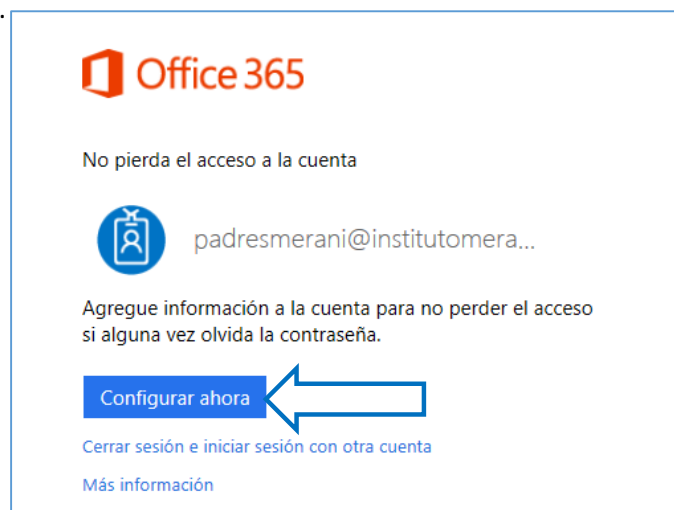 .
Office 365
No pierda el acceso a la cuenta
padresmerani@institutomera...
Agregue información a la cuenta para no perder el acceso
si alguna vez olvida la contraseña.
Configurar ahora
Cerrar sesión e iniciar sesión con otra cuenta
Más información